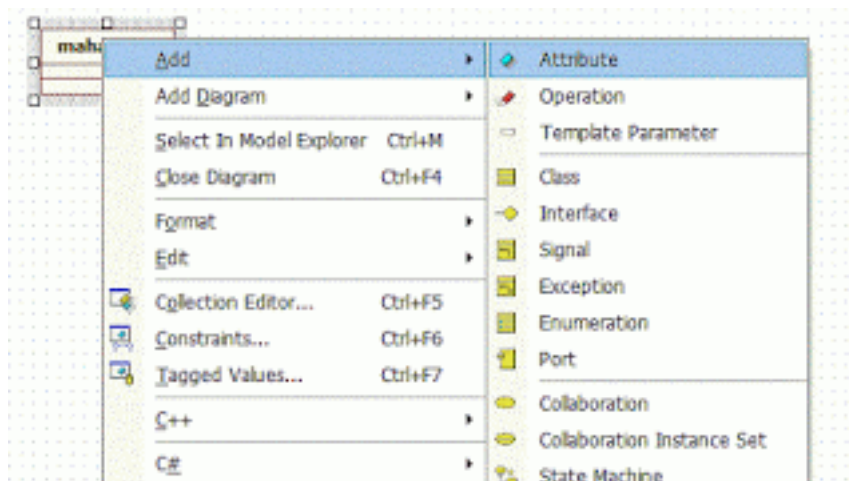 maha
Add
Add Diagram
Select In Model Explorer Ctrl+M
Close Diagram Ctrl+F4
Format
Edit
Collection Editor... Ctrl+F5
Constraints... Ctrl+F6
Tagged Values... Ctrl+F7
C++
C#
Attribute
Operation
Template Parameter
Class
Interface
Signal
Exception
Enumeration
Port
Collaboration
Collaboration Instance Set
State Machine